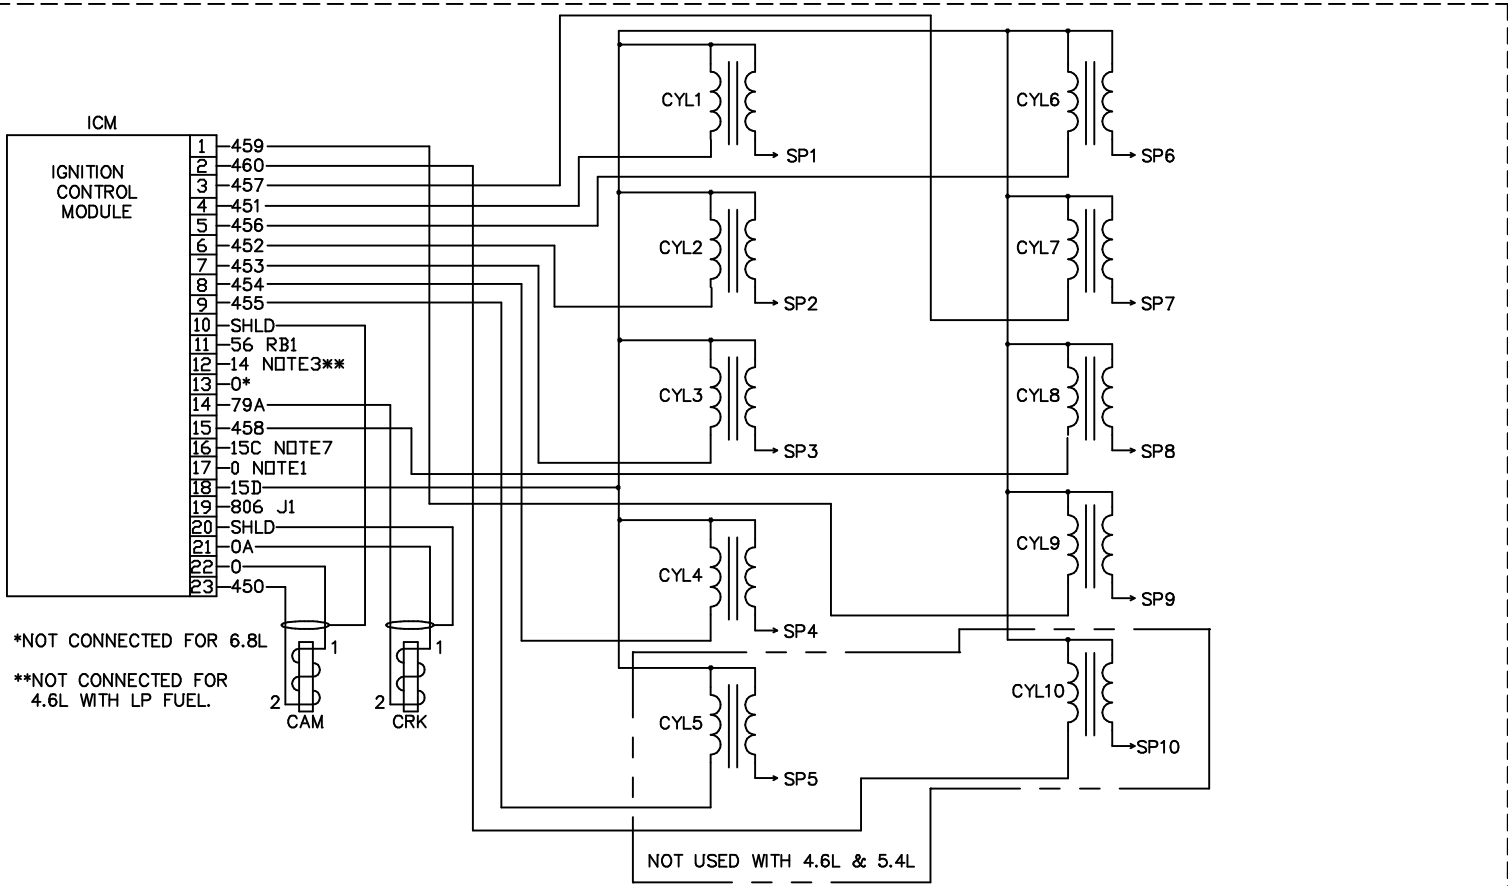 ICM
IGNITION
CONTROL
MODULE
1 459
2 460
3 457
4 451
5 456
6 452
7 453
8 454
9 455
10 SHLD
11 56 RB1
12 14 NOTE3**
13 0*
14 79A
15 458
16 15C NOTE7
17 0 NOTE1
18 15D
19 806 J1
20 SHLD
21 0A
22 0
23 450
*NOT CONNECTED FOR 6.8L
**NOT CONNECTED FOR
4.6L WITH LP FUEL.
1
2
CAM
1
2
CRK
CYL1
SP1
CYL2
SP2
CYL3
SP3
CYL4
SP4
CYL5
SP5
CYL6
SP6
CYL7
SP7
CYL8
SP8
CYL9
SP9
CYL10
SP10
NOT USED WITH 4.6L & 5.4L